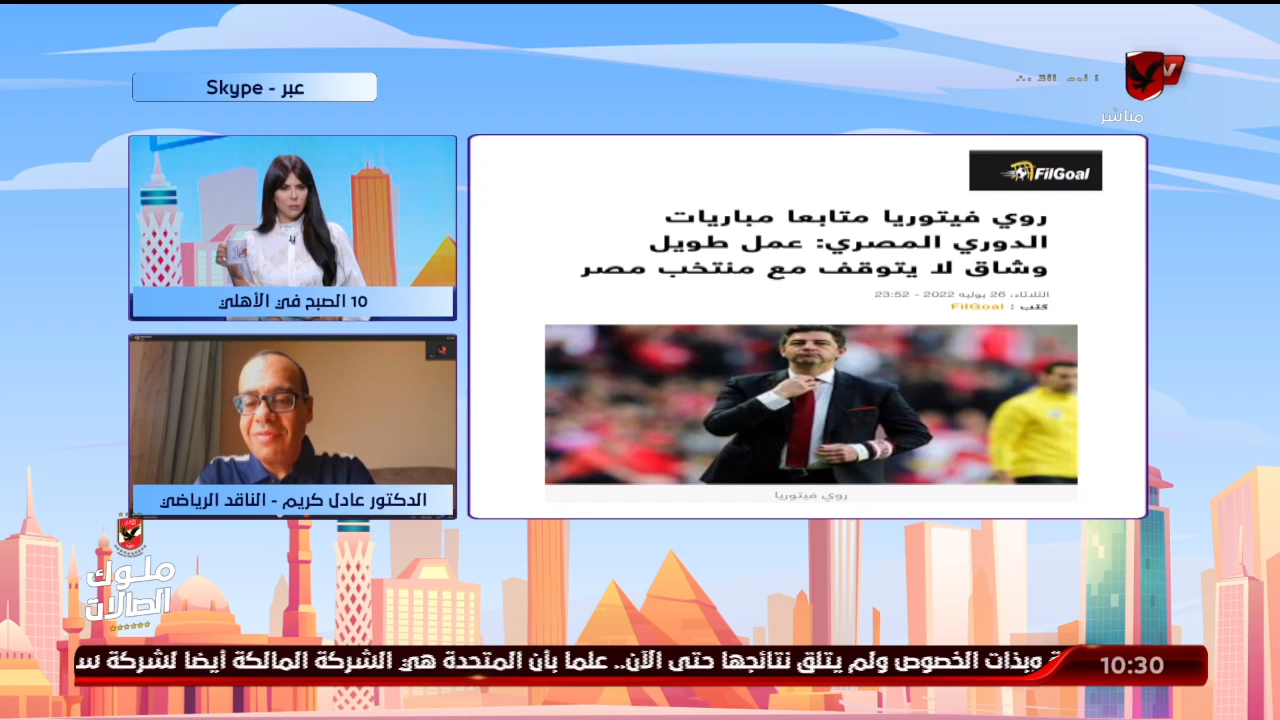 عبر - Skype
مباشر
FilGoal
روي فيتوريا متابعا مباريات
الدوري المصري: عمل طويل
وشاق لا يتوقف مع منتخب مصر
الثلاثاء، 26 يوليه 2022 - 23:52
كتب : FilGoal
روي فيتوريا
10 الصبح في الأهلي
الدكتور عادل كريم - الناقد الرياضي
ملوك
الصالات
وبذات الخصوص ولم يتلق نتائجها حتى الآن.. علما بأن المتحدة هي الشركة المالكة أيضا لشركة
10:30